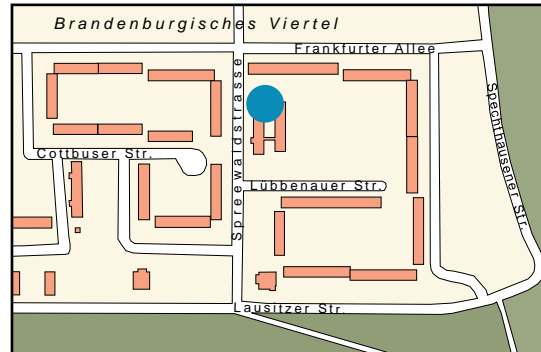 Brandenburgisches Viertel
Frankfurter Allee
Spreewaldstrasse
Spechthausener Str.
Cottbuser Str.
Lübbenauer Str.
Lausitzer Str.